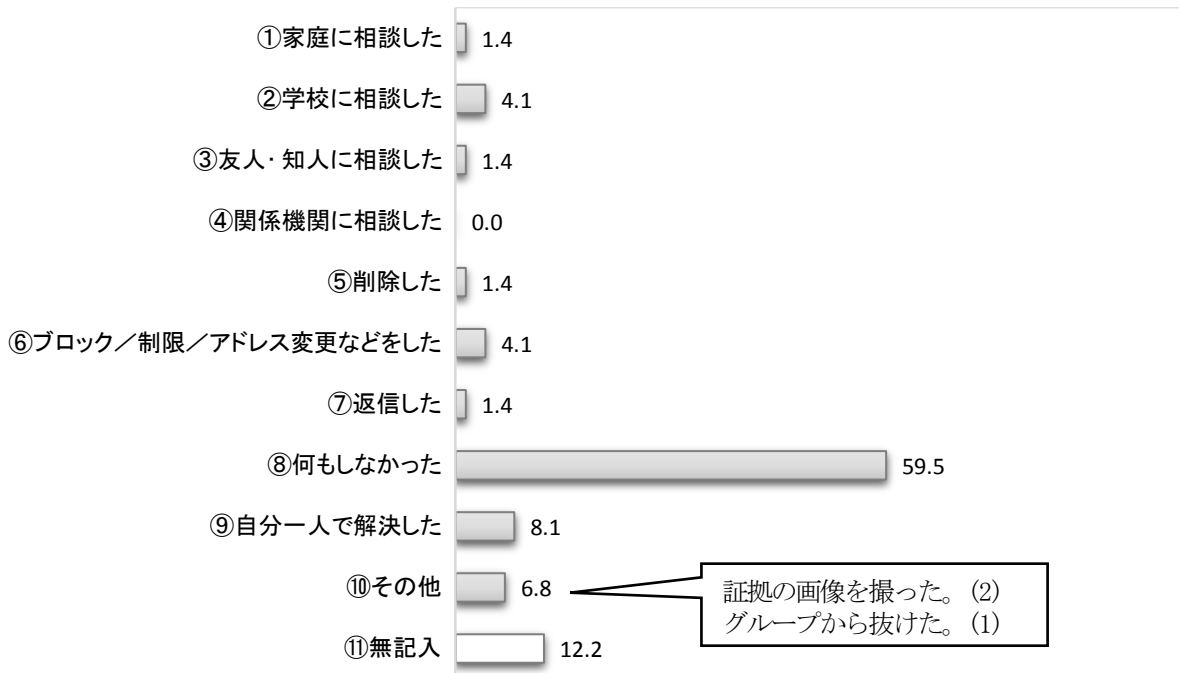 ①家庭に相談した 1.4
②学校に相談した 4.1
③友人・知人に相談した 1.4
④関係機関に相談した 0.0
⑤削除した 1.4
⑥ブロック／制限／アドレス変更などをした 4.1
⑦返信した 1.4
⑧何もしなかった 59.5
⑨自分一人で解決した 8.1
⑩その他 6.8
証拠の画像を撮った。(2)
グループから抜けた。(1)
⑪無記入 12.2